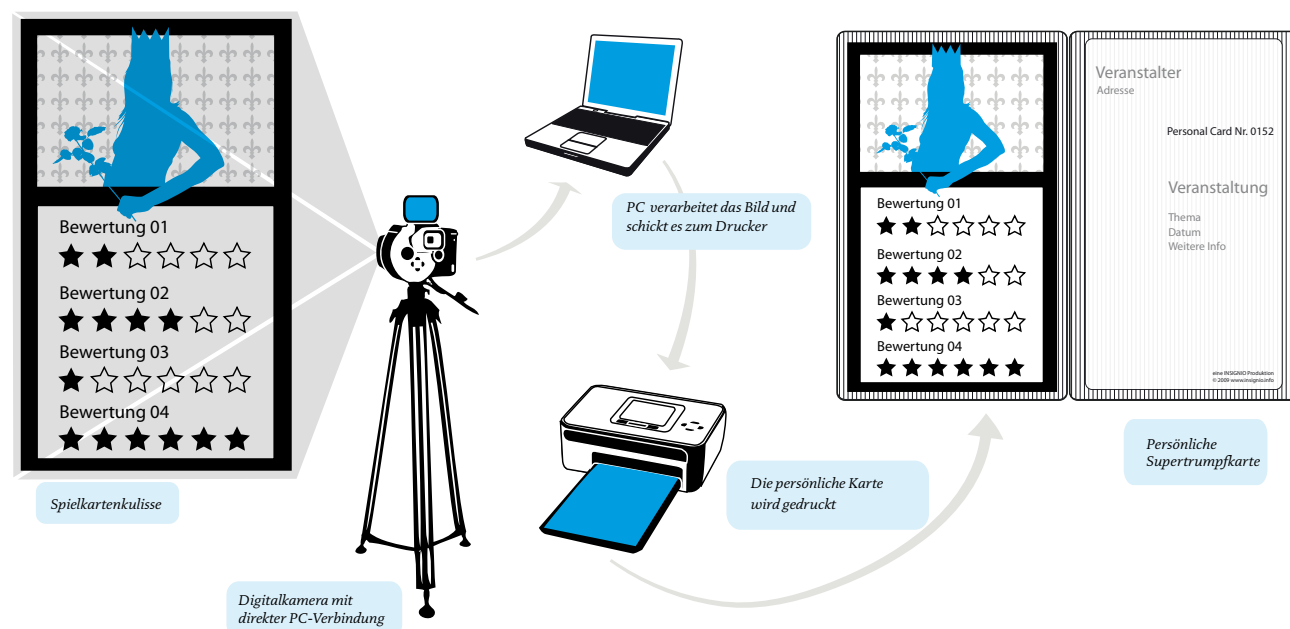 Bewertung 01
Bewertung 02
Bewertung 03
Bewertung 04
Spielkartenkulisse
Digitalkamera mit
direkter PC-Verbindung
PC verarbeitet das Bild und
schickt es zum Drucker
Die persönliche Karte
wird gedruckt
Bewertung 01
Bewertung 02
Bewertung 03
Bewertung 04
Veranstalter
Adresse
Personal Card Nr. 0152
Veranstaltung
Thema
Datum
Weitere Info
eine INSIGNIO Produktion
© 2009 www.insignio.info
Persönliche
Supertrumpfkarte